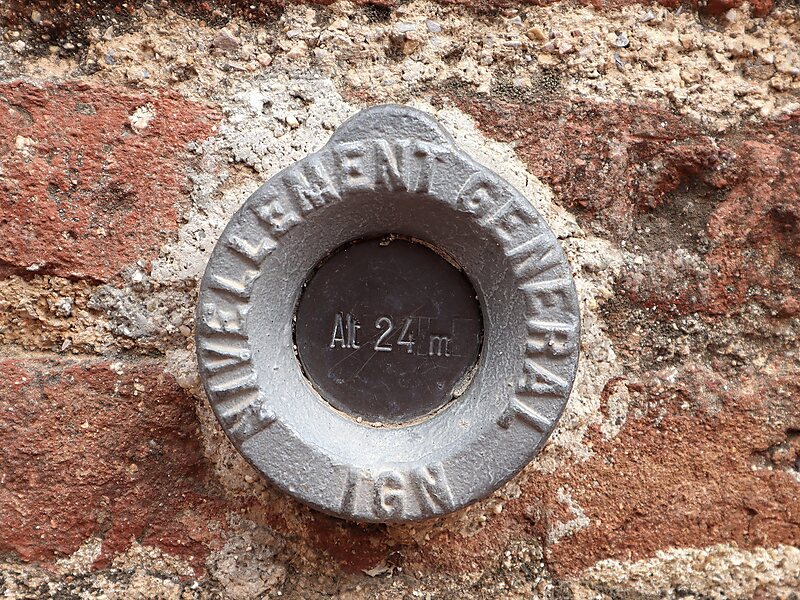 NIVELLEMENT GENERAL
Alt 24 m
IGN